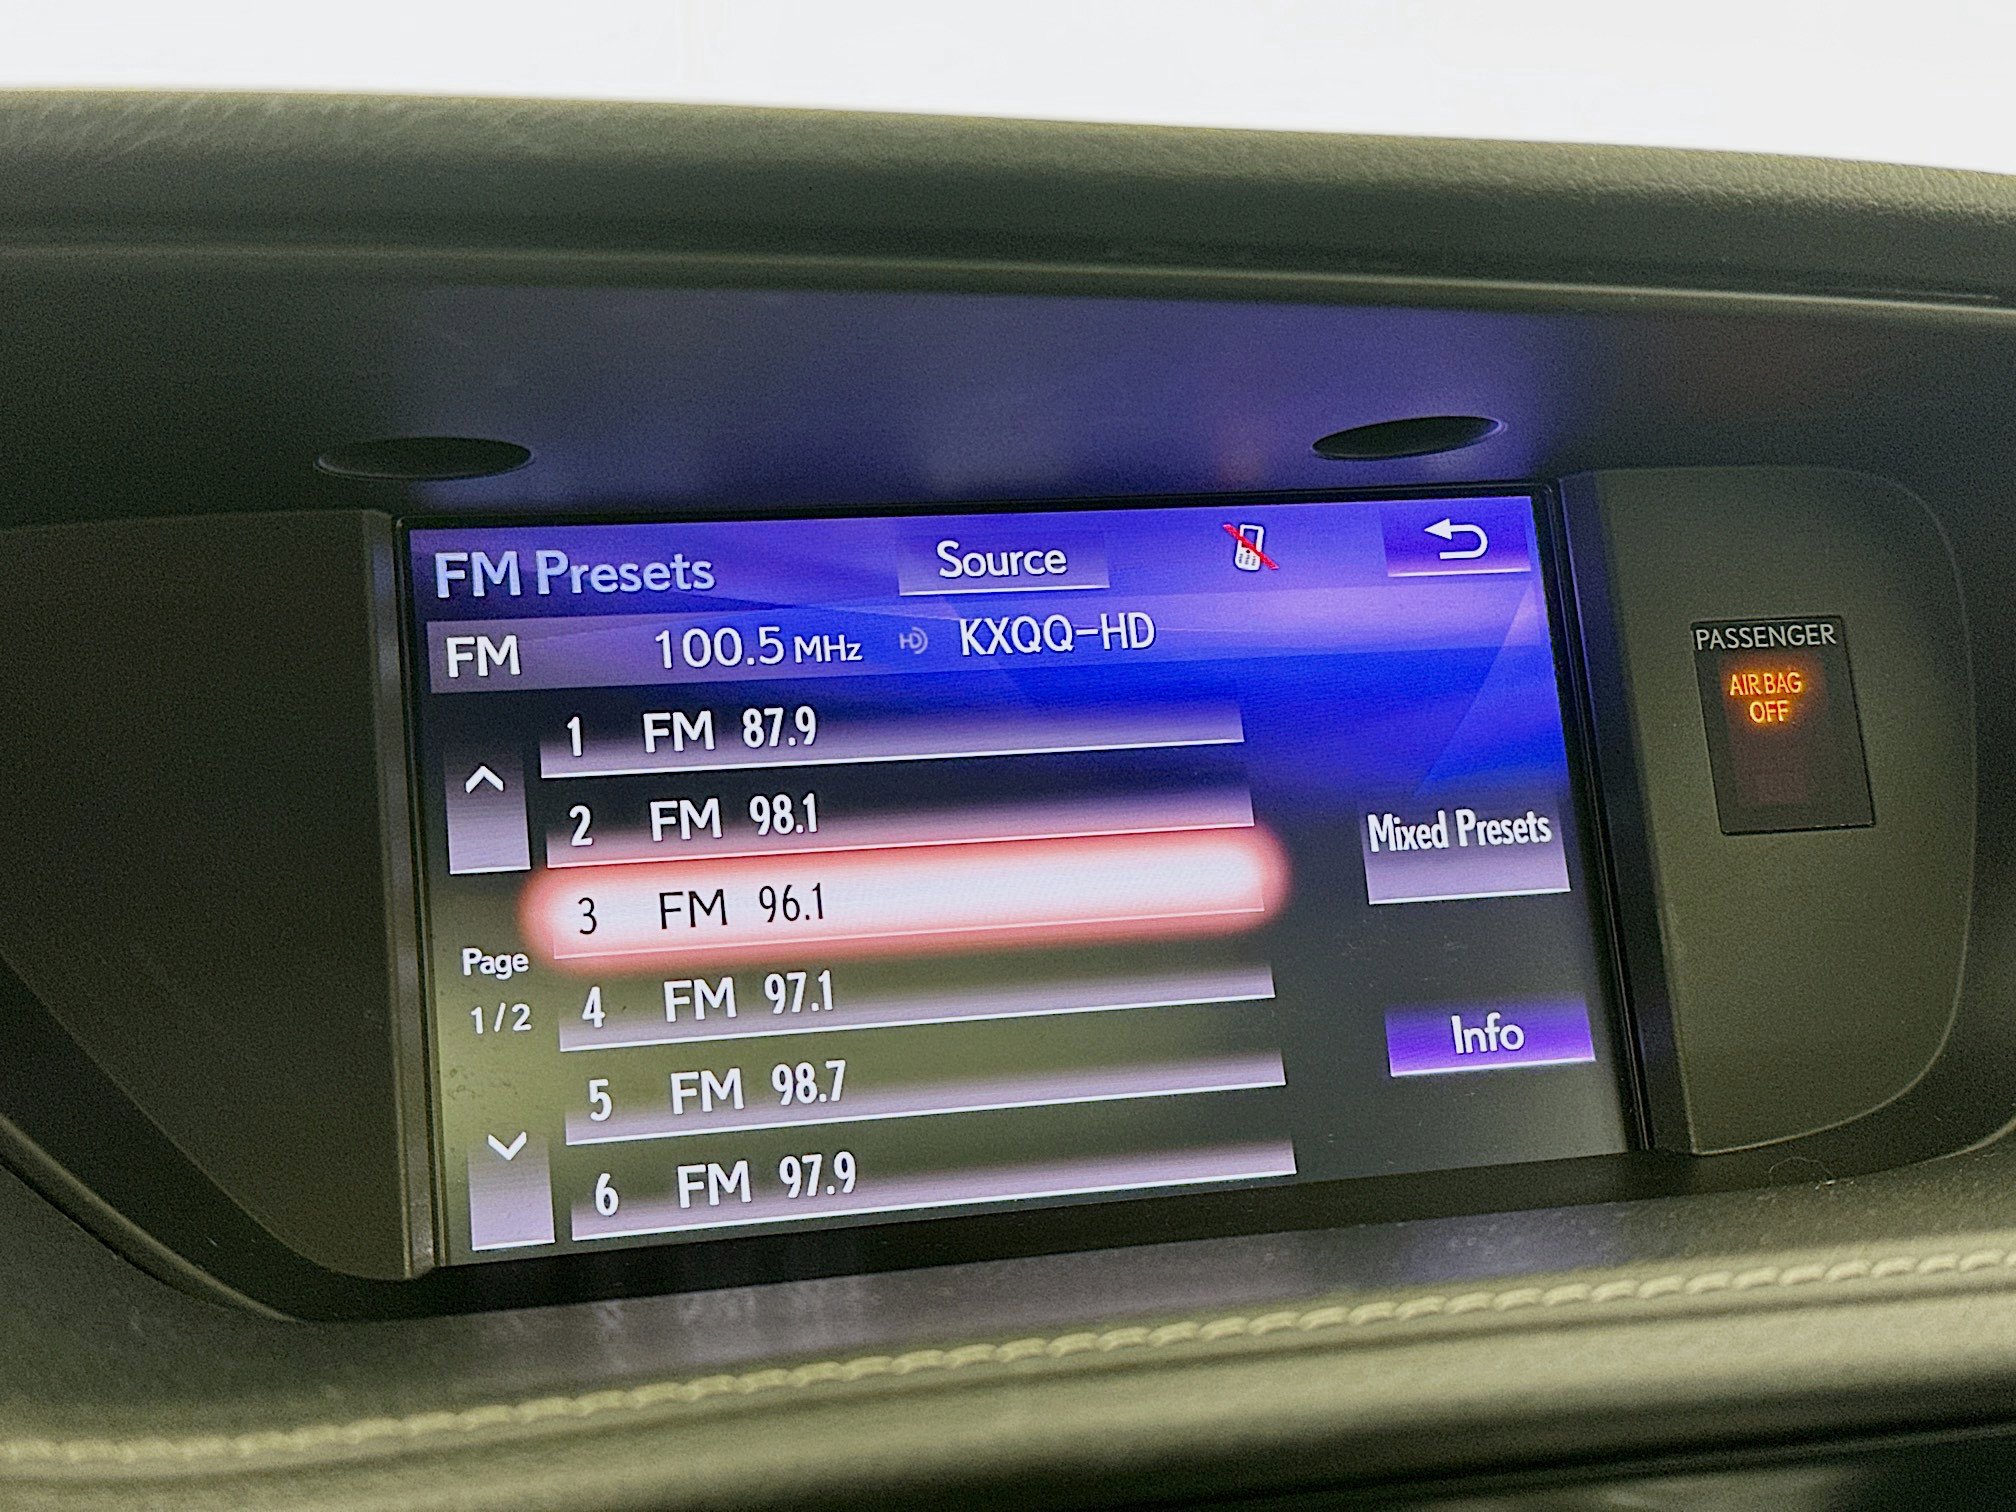 FM Presets Source
FM 100.5 MHz HD KXQQ-HD
1 FM 87.9
2 FM 98.1
3 FM 96.1
4 FM 97.1
5 FM 98.7
6 FM 97.9
Page
1/2
Mixed Presets
Info
PASSENGER
AIR BAG
OFF